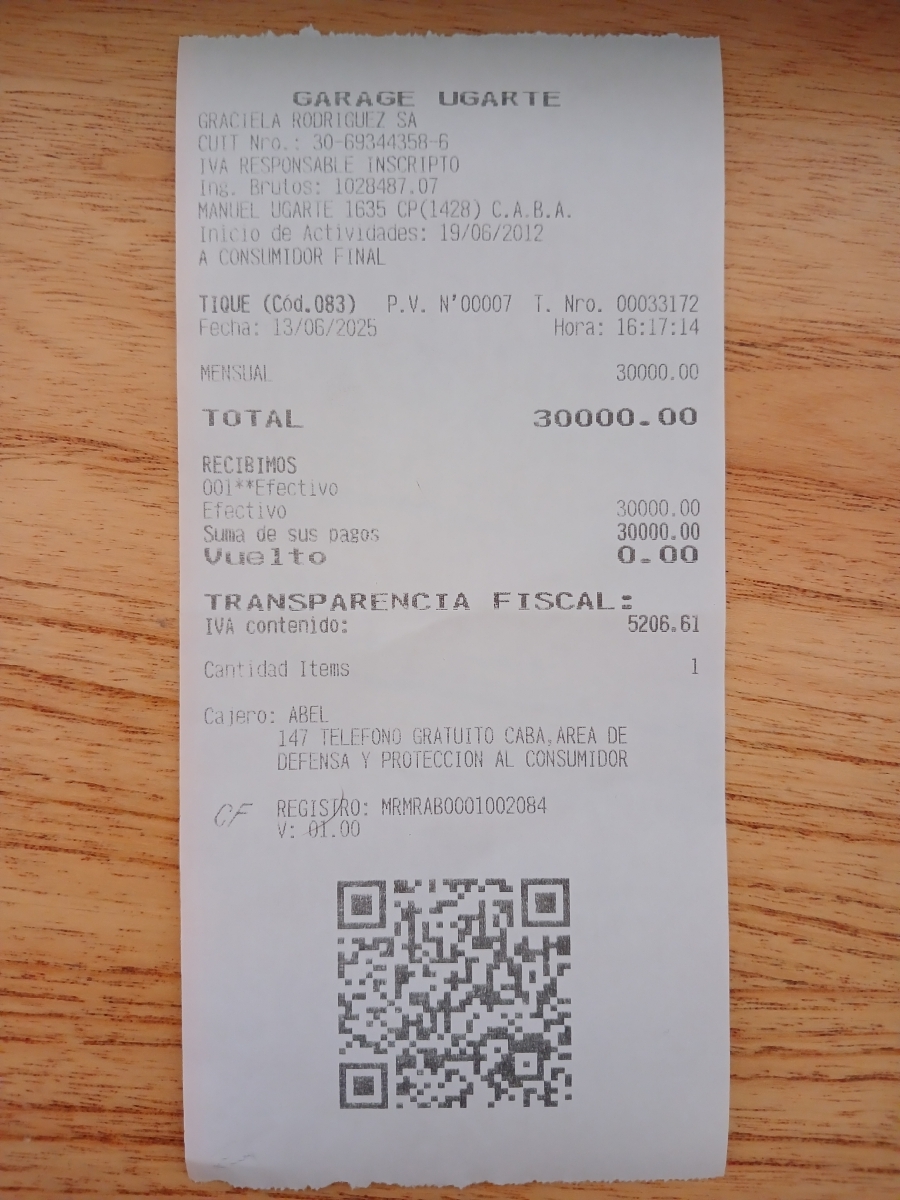 GARAGE UGARTE
GRACIELA RODRIGUEZ SA
CUIT Nro.: 30-69344358-6
IVA RESPONSABLE INSCRIPTO
Ing. Brutos: 1028487.07
MANUEL UGARTE 1635 CP(1428) C.A.B.A.
Inicio de Actividades: 19/06/2012
A CONSUMIDOR FINAL
TIQUE (Cód.083) P.V. N'00007 T. Nro. 00033172
Fecha: 13/06/2025 Hora: 16:17:14
MENSUAL 30000.00
TOTAL 30000.00
RECIBIMOS
001**Efectivo
Efectivo 30000.00
Suma de sus pagos 30000.00
Vuelto 0.00
TRANSPARENCIA FISCAL:
IVA contenido: 5206.61
Cantidad Items 1
Cajero: ABEL
147 TELEFONO GRATUITO CABA,AREA DE
DEFENSA Y PROTECCION AL CONSUMIDOR
CF REGISTRO: MRMRAB0001002084
V: 01.00